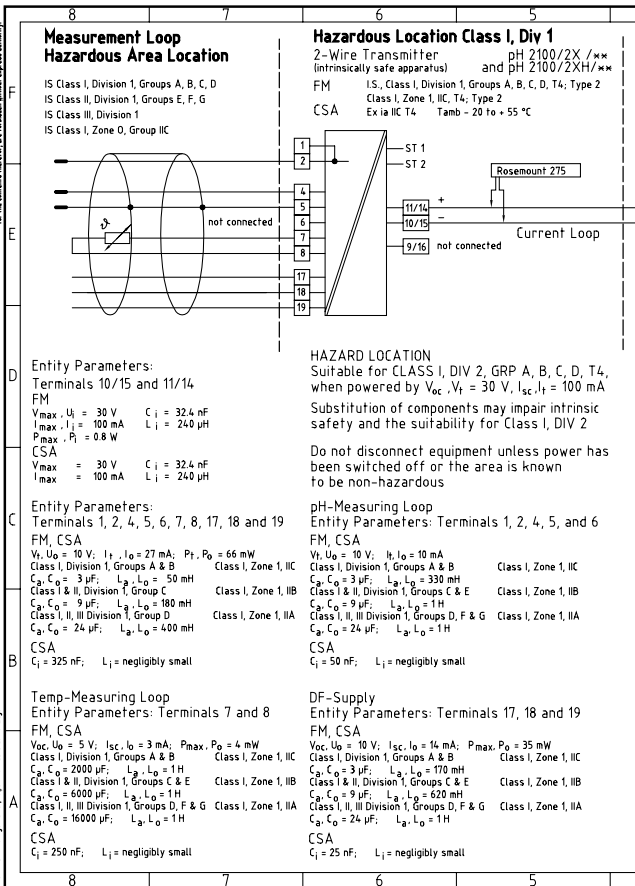 8 7 6 5
F
E
D
C
B
A
Measurement Loop
Hazardous Area Location
IS Class I, Division 1, Groups A, B, C, D
IS Class II, Division 1, Groups E, F, G
IS Class III, Division 1
IS Class I, Zone 0, Group IIC
Hazardous Location Class I, Div 1
2-Wire Transmitter pH 2100/2X /**
(intrinsically safe apparatus) and pH 2100/2XH/**
FM I.S., Class I, Division 1, Groups A, B, C, D, T4; Type 2
Class I, Zone 1, IIC, T4; Type 2
CSA Ex ia IIC T4 Tamb - 20 to + 55 °C
1
2
4
5
6
7
8
17
18
19
not connected
ϑ
ST 1
ST 2
Rosemount 275
11/14 +
10/15 −
Current Loop
9/16 not connected
Entity Parameters:
Terminals 10/15 and 11/14
FM
Vmax , Ui = 30 V Ci = 32.4 nF
Imax , Ii = 100 mA Li = 240 µH
Pmax , Pi = 0.8 W
CSA
Vmax = 30 V Ci = 32.4 nF
Imax = 100 mA Li = 240 µH
HAZARD LOCATION
Suitable for CLASS I, DIV 2, GRP A, B, C, D, T4,
when powered by Voc ,Vt = 30 V, Isc,It = 100 mA
Substitution of components may impair intrinsic
safety and the suitability for Class I, DIV 2
Do not disconnect equipment unless power has
been switched off or the area is known
to be non-hazardous
Entity Parameters:
Terminals 1, 2, 4, 5, 6, 7, 8, 17, 18 and 19
FM, CSA
Vt, Uo = 10 V; It , Io = 27 mA; Pt, Po = 66 mW
Class I, Division 1, Groups A & B Class I, Zone 1, IIC
Ca, Co = 3 µF; La, Lo = 50 mH
Class I & II, Division 1, Group C Class I, Zone 1, IIB
Ca, Co = 9 µF; La, Lo = 180 mH
Class I, II, III Division 1, Group D Class I, Zone 1, IIA
Ca, Co = 24 µF; La, Lo = 400 mH
CSA
Ci = 325 nF; Li = negligibly small
pH-Measuring Loop
Entity Parameters: Terminals 1, 2, 4, 5, and 6
FM, CSA
Vt, Uo = 10 V; It, Io = 10 mA
Class I, Division 1, Groups A & B Class I, Zone 1, IIC
Ca, Co = 3 µF; La, Lo = 330 mH
Class I & II, Division 1, Groups C & E Class I, Zone 1, IIB
Ca, Co = 9 µF; La, Lo = 1 H
Class I, II, III Division 1, Groups D, F & G Class I, Zone 1, IIA
Ca, Co = 24 µF; La, Lo = 1 H
CSA
Ci = 50 nF; Li = negligibly small
Temp-Measuring Loop
Entity Parameters: Terminals 7 and 8
FM, CSA
Voc, Uo = 5 V; Isc, Io = 3 mA; Pmax, Po = 4 mW
Class I, Division 1, Groups A & B Class I, Zone 1, IIC
Ca, Co = 2000 µF; La, Lo = 1 H
Class I & II, Division 1, Groups C & E Class I, Zone 1, IIB
Ca, Co = 6000 µF; La, Lo = 1 H
Class I, II, III Division 1, Groups D, F & G Class I, Zone 1, IIA
Ca, Co = 16000 µF; La, Lo = 1 H
CSA
Ci = 250 nF; Li = negligibly small
DF-Supply
Entity Parameters: Terminals 17, 18 and 19
FM, CSA
Voc, Uo = 10 V; Isc, Io = 14 mA; Pmax, Po = 35 mW
Class I, Division 1, Groups A & B Class I, Zone 1, IIC
Ca, Co = 3 µF; La, Lo = 170 mH
Class I & II, Division 1, Groups C & E Class I, Zone 1, IIB
Ca, Co = 9 µF; La, Lo = 620 mH
Class I, II, III Division 1, Groups D, F & G Class I, Zone 1, IIA
Ca, Co = 24 µF; La, Lo = 1 H
CSA
Ci = 25 nF; Li = negligibly small
8 7 6 5